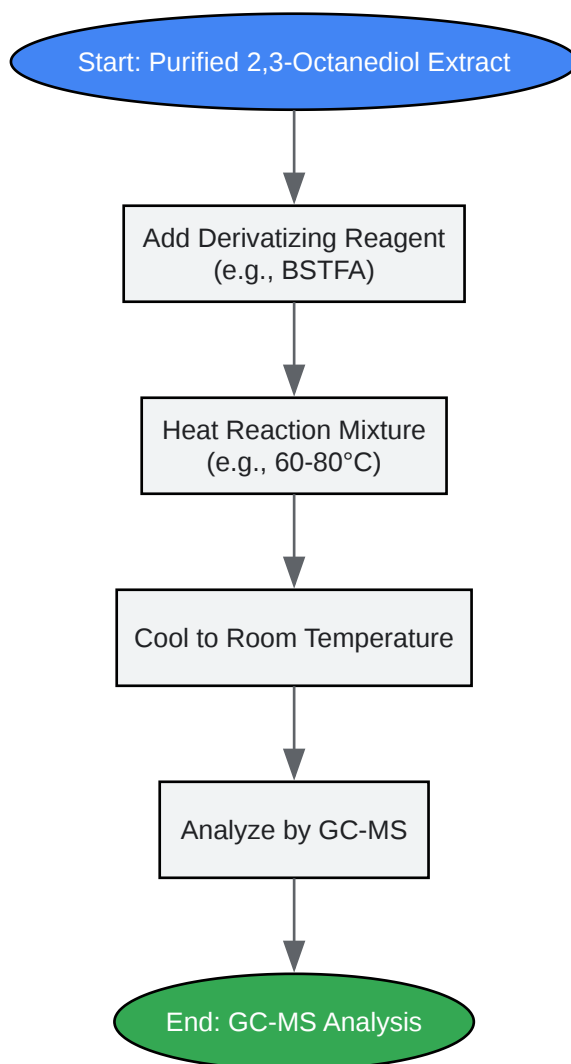 Start: Purified 2,3-Octanediol Extract
Add Derivatizing Reagent
(e.g., BSTFA)
Heat Reaction Mixture
(e.g., 60-80°C)
Cool to Room Temperature
Analyze by GC-MS
End: GC-MS Analysis